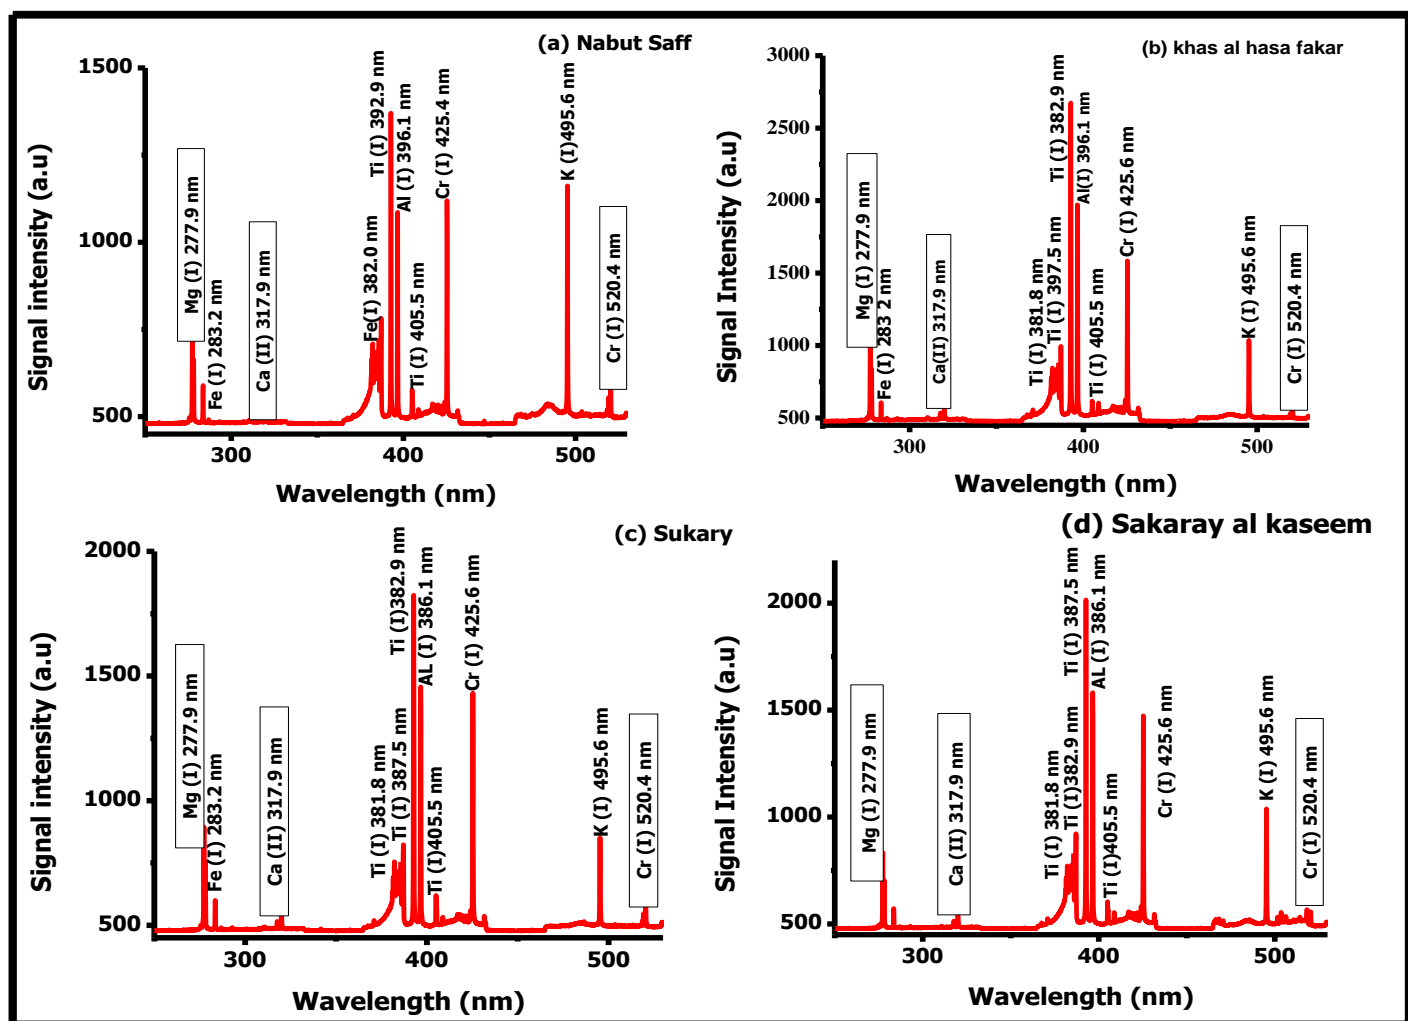 (a) Nabut Saff
1500
1000
500
300
400
500
Signal intensity (a.u)
Wavelength (nm)
Mg (I) 277.9 nm
Fe (I) 283.2 nm
Ca (II) 317.9 nm
Fe(I) 382.0 nm
Ti (I) 392.9 nm
Al (I) 396.1 nm
Ti (I) 405.5 nm
Cr (I) 425.4 nm
K (I)495.6 nm
Cr (I) 520.4 nm
(b) khas al hasa fakar
3000
2500
2000
1500
1000
500
300
400
500
Signal Intensity (a.u)
Wavelength (nm)
Mg (I) 277.9 nm
Fe (I) 283 2 nm
Ca(II) 317.9 nm
Ti (I) 381.8 nm
Ti (I) 397.5 nm
Ti (I) 382.9 nm
Al(I) 396.1 nm
Ti (I) 405.5 nm
Cr (I) 425.6 nm
K (I) 495.6 nm
Cr (I) 520.4 nm
(c) Sukary
2000
1500
1000
500
300
400
500
Signal intensity (a.u)
Wavelength (nm)
Mg (I) 277.9 nm
Fe (I) 283.2 nm
Ca (II) 317.9 nm
Ti (I) 381.8 nm
Ti (I) 387.5 nm
Ti (I)382.9 nm
AL (I) 386.1 nm
Ti (I)405.5 nm
Cr (I) 425.6 nm
K (I) 495.6 nm
Cr (I) 520.4 nm
(d) Sakaray al kaseem
2000
1500
1000
500
300
400
500
Signal Intensity (a.u)
Wavelength (nm)
Mg (I) 277.9 nm
Ca (II) 317.9 nm
Ti (I) 381.8 nm
Ti (I)382.9 nm
Ti (I) 387.5 nm
AL (I) 386.1 nm
Ti (I)405.5 nm
Cr (I) 425.6 nm
K (I) 495.6 nm
Cr (I) 520.4 nm